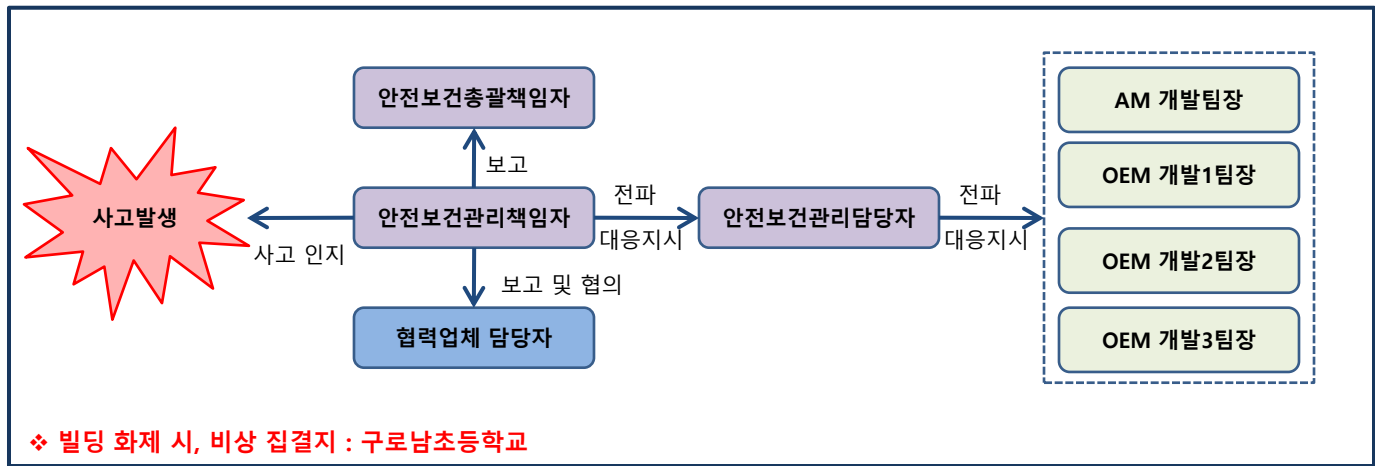 안전보건총괄책임자
보고
사고발생
사고 인지
안전보건관리책임자
전파
대응지시
안전보건관리담당자
전파
대응지시
보고 및 협의
협력업체 담당자
AM 개발팀장
OEM 개발1팀장
OEM 개발2팀장
OEM 개발3팀장
❖ 빌딩 화재 시, 비상 집결지 : 구로남초등학교